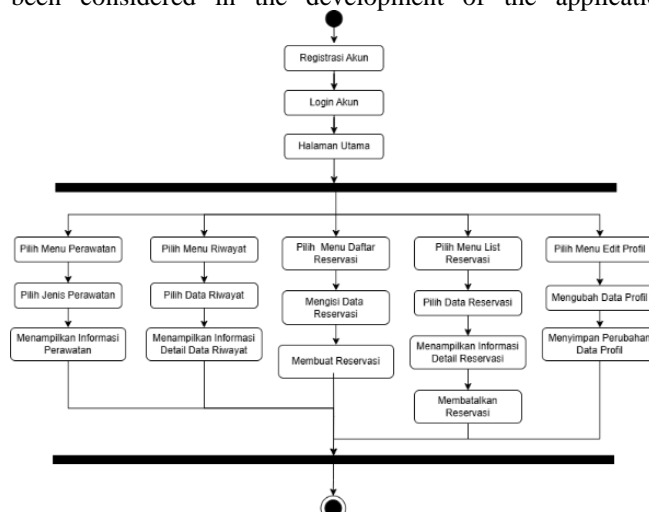 been considered in the development of the applicatio
Registrasi Akun
Login Akun
Halaman Utama
Pilih Menu Perawatan
Pilih Jenis Perawatan
Menampilkan Informasi
Perawatan
Pilih Menu Riwayat
Pilih Data Riwayat
Menampilkan Informasi
Detail Data Riwayat
Pilih Menu Daftar
Reservasi
Mengisi Data
Reservasi
Membuat Reservasi
Pilih Menu List
Reservasi
Pilih Data Reservasi
Menampilkan Informasi
Detail Reservasi
Membatalkan
Reservasi
Pilih Menu Edit Profil
Mengubah Data Profil
Menyimpan Perubahan
Data Profil